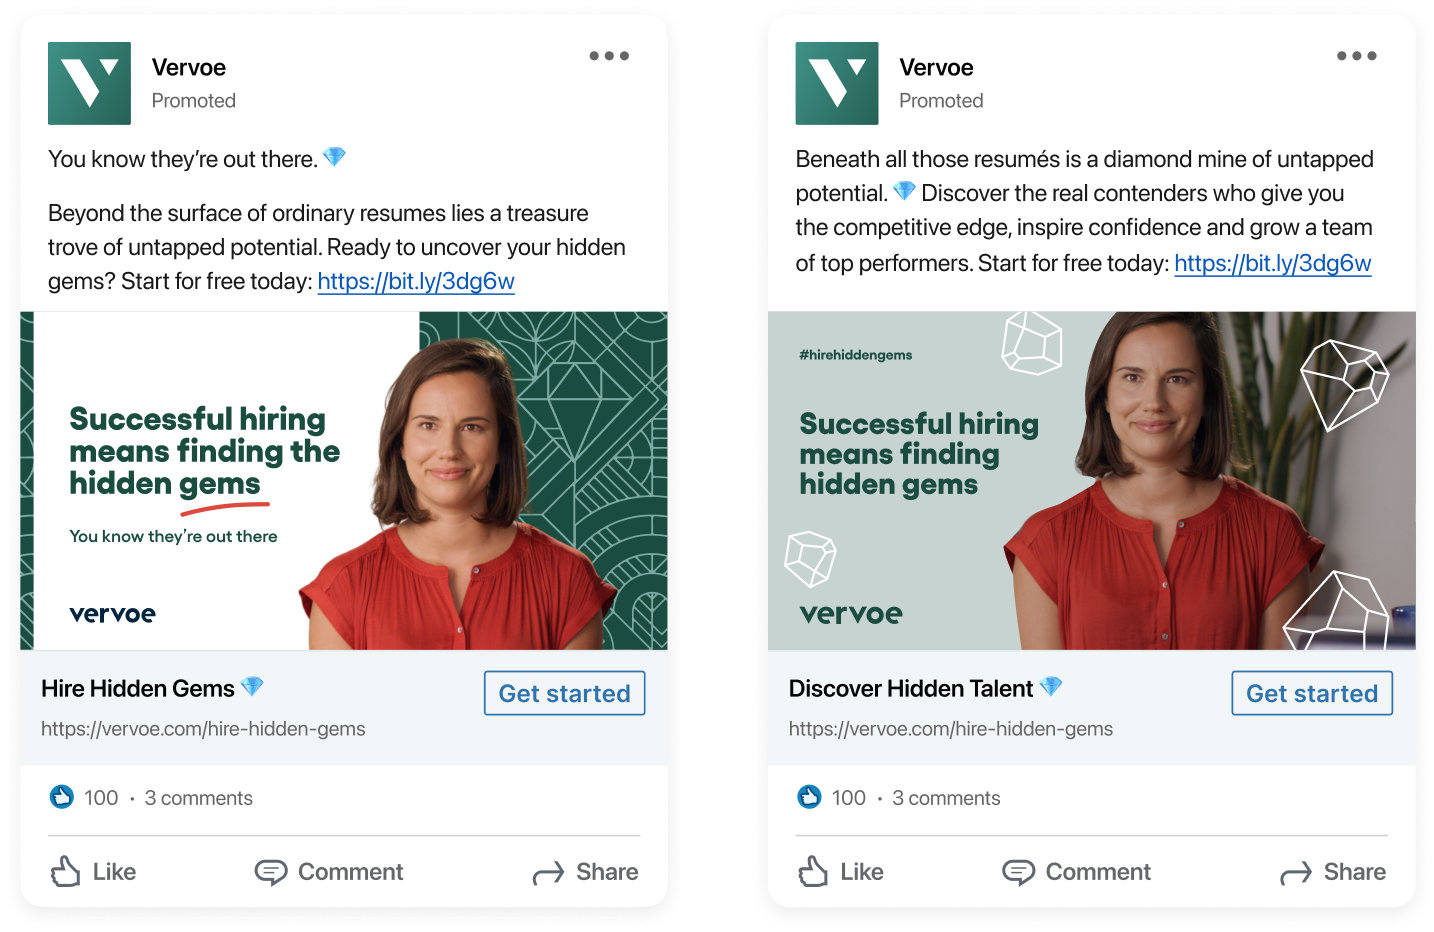 Vervoe
Promoted
You know they’re out there. 💎
Beyond the surface of ordinary resumes lies a treasure
trove of untapped potential. Ready to uncover your hidden
gems? Start for free today: https://bit.ly/3dg6w
Successful hiring
means finding the
hidden gems
You know they’re out there
vervoe
Hire Hidden Gems 💎
Get started
https://vervoe.com/hire-hidden-gems
100 • 3 comments
Like
Comment
Share
Vervoe
Promoted
Beneath all those resumés is a diamond mine of untapped
potential. 💎 Discover the real contenders who give you
the competitive edge, inspire confidence and grow a team
of top performers. Start for free today: https://bit.ly/3dg6w
#hirehiddengems
Successful hiring
means finding
hidden gems
vervoe
Discover Hidden Talent 💎
Get started
https://vervoe.com/hire-hidden-gems
100 • 3 comments
Like
Comment
Share